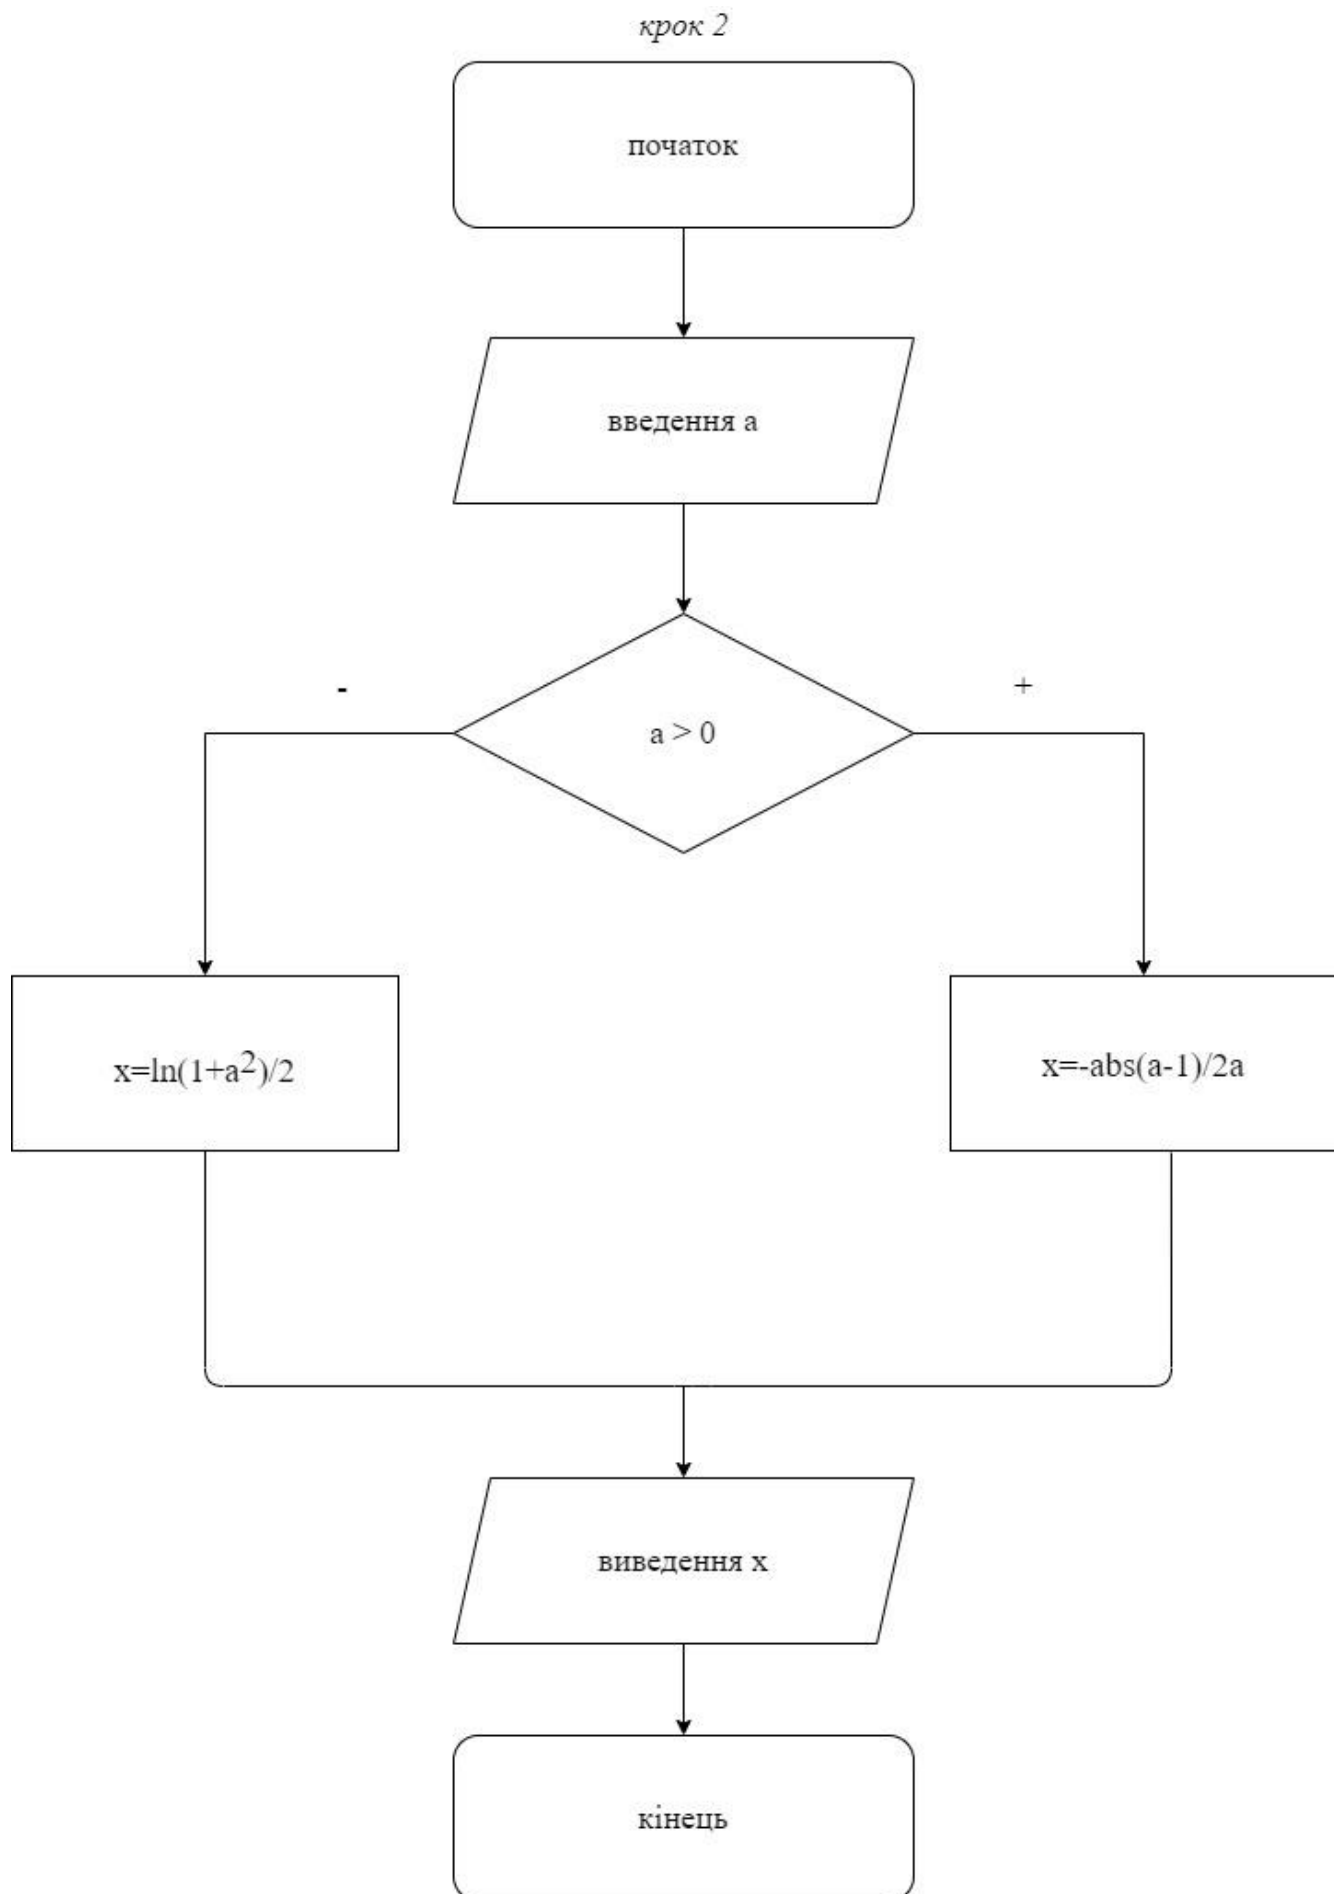 крок 2
початок
введення а
а > 0
-
+
x=ln(1+a²)/2
x=-abs(a-1)/2a
виведення х
кінець